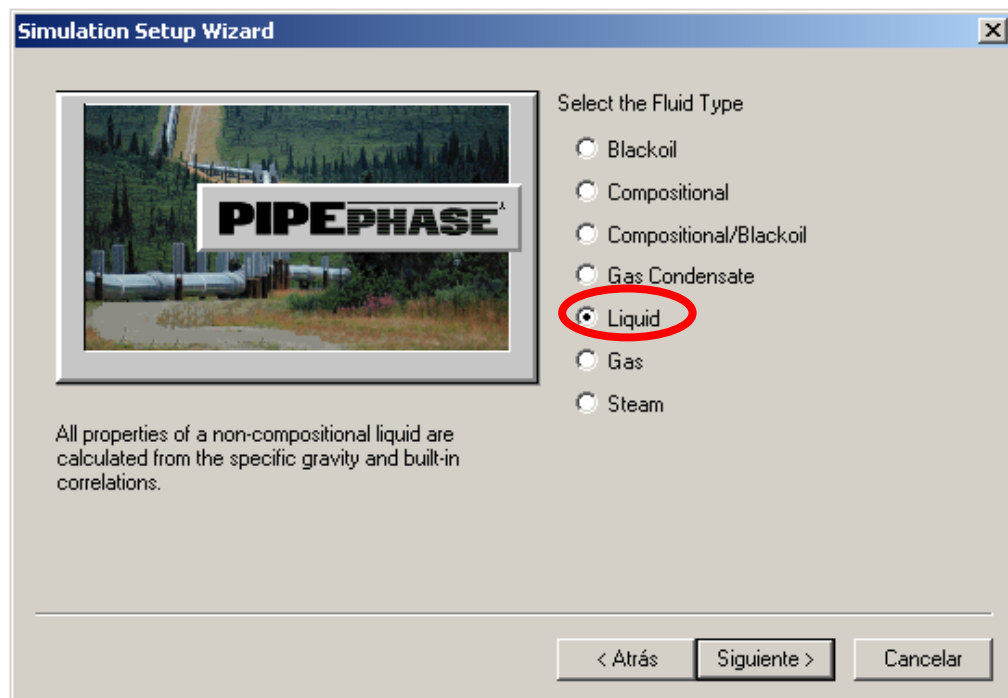 Simulation Setup Wizard
PIPEPHASE
Select the Fluid Type
Blackoil
Compositional
Compositional/Blackoil
Gas Condensate
Liquid
Gas
Steam
All properties of a non-compositional liquid are
calculated from the specific gravity and built-in
correlations.
< Atrás
Siguiente >
Cancelar